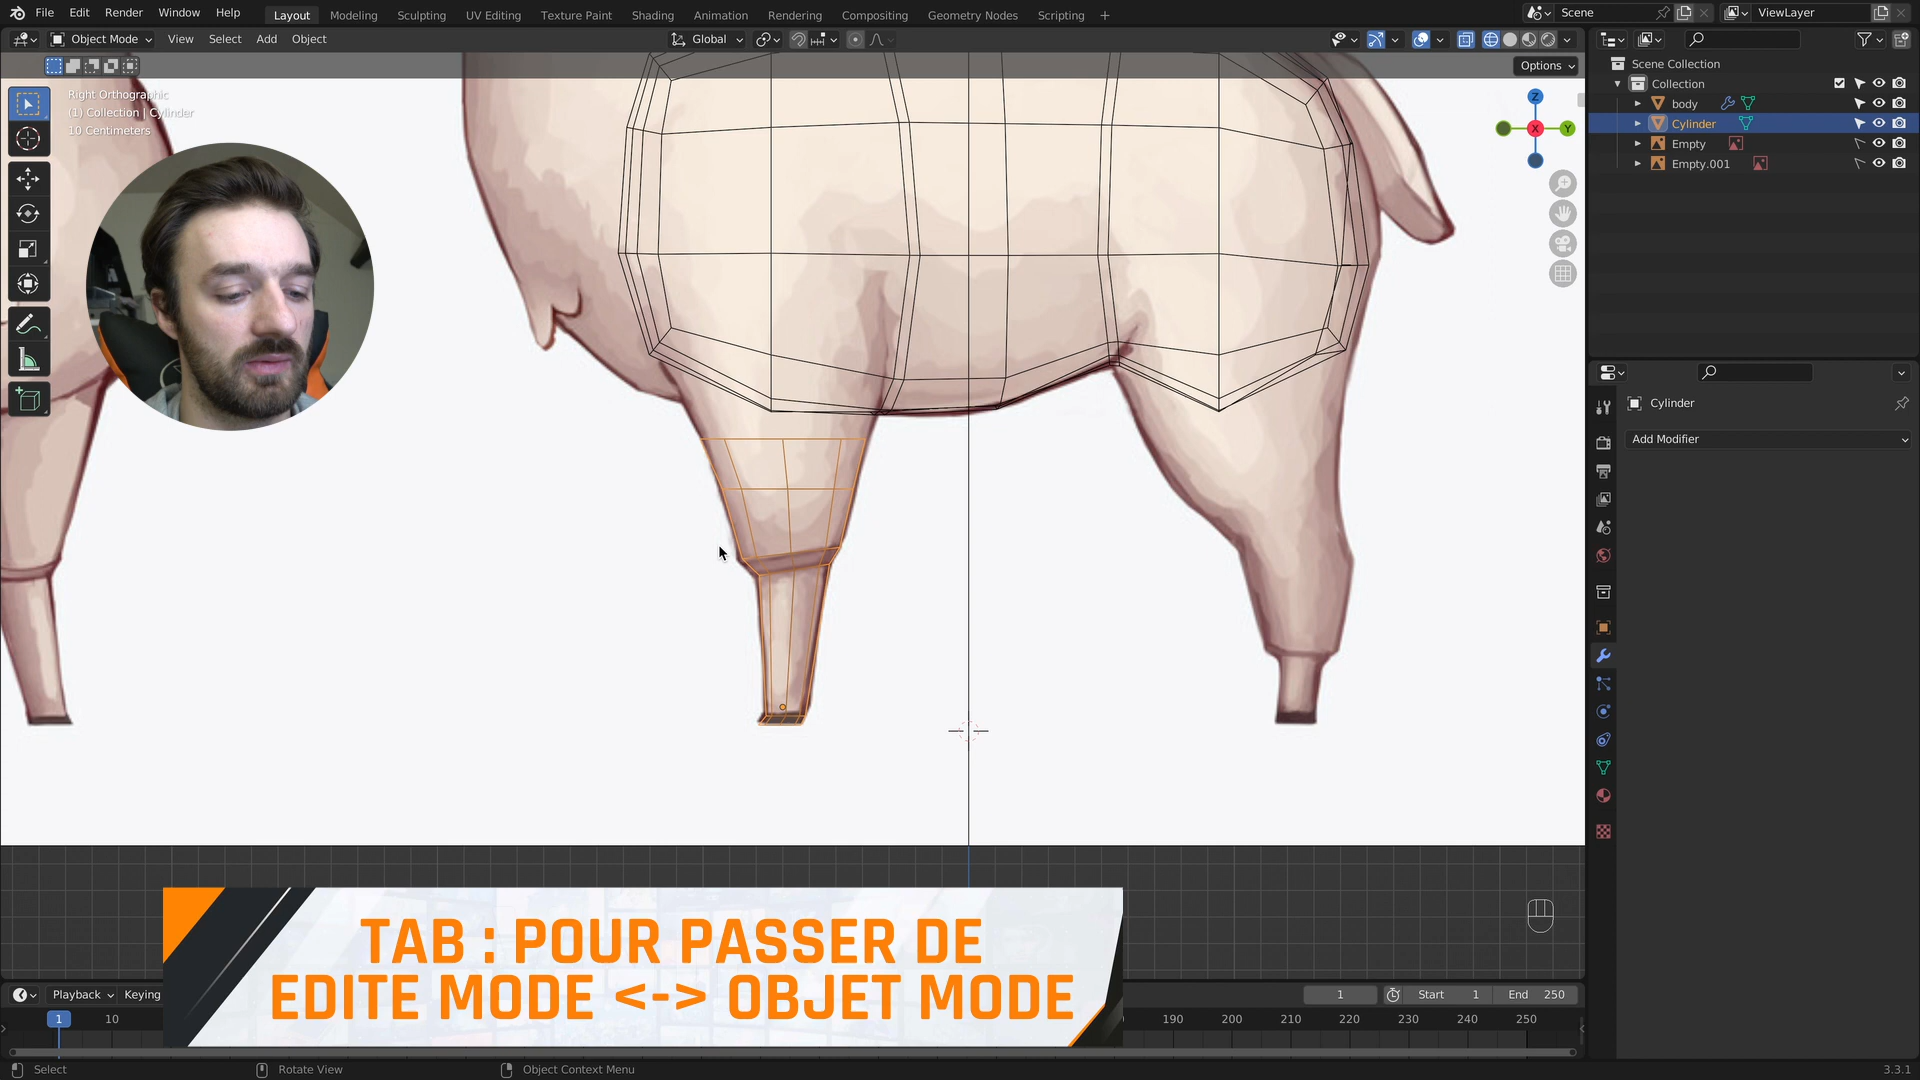 File Edit Render Window Help Layout Modeling Sculpting UV Editing Texture Paint Shading Animation Rendering Compositing Geometry Nodes Scripting + Scene ViewLayer
Object Mode View Select Add Object Global
Options
Right Orthographic
(1) Collection | Cylinder
10 Centimeters
Z
X
Y
Scene Collection
Collection
body
Cylinder
Empty
Empty.001
Cylinder
Add Modifier
TAB : POUR PASSER DE
EDITE MODE <-> OBJET MODE
Playback Keying 1 Start 1 End 250
1 10 190 200 210 220 230 240 250
Select Rotate View Object Context Menu 3.3.1